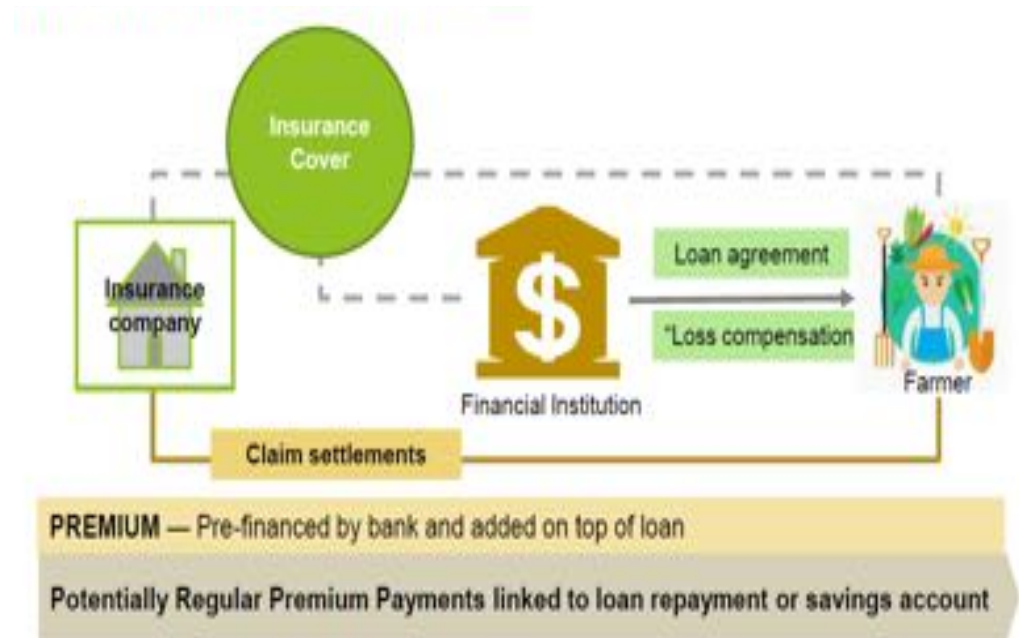 Insurance
Cover
Insurance
company
Loan agreement
"Loss compensation
Financial Institution
Farmer
Claim settlements
PREMIUM — Pre-financed by bank and added on top of loan
Potentially Regular Premium Payments linked to loan repayment or savings account